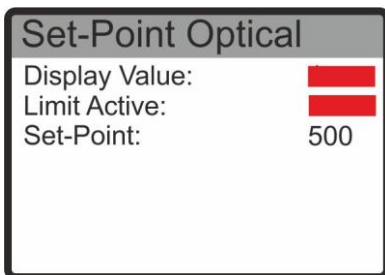 Set-Point Optical
Display Value:
Limit Active:
Set-Point: 500